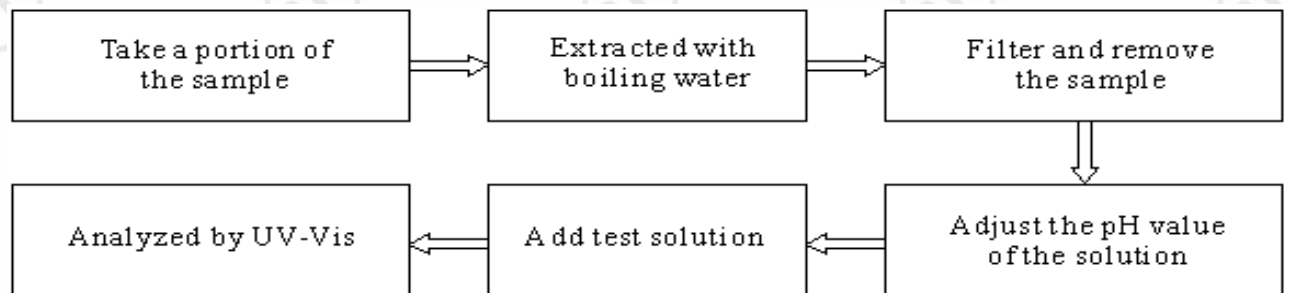 Take a portion of
the sample
Extracted with
boiling water
Filter and remove
the sample
Adjust the pH value
of the solution
Add test solution
Analyzed by UV-Vis